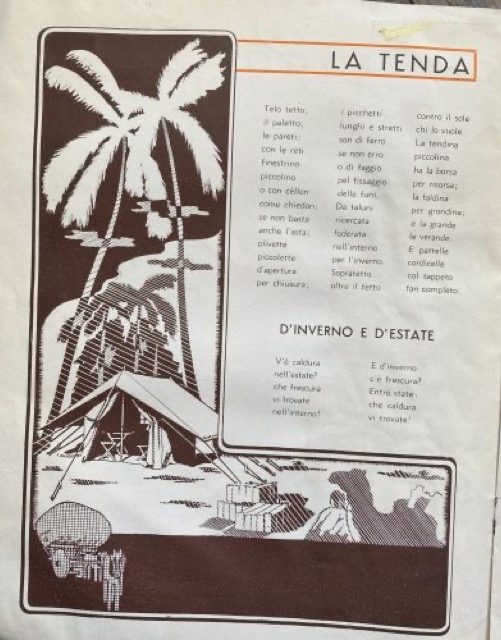 LA TENDA
Telo tetto;
il paletto;
le pareti;
con le reti
finestrino
piccolino
o con cellon
come chiedon;
se non basta
anche l'asta;
olivette
piccolette
d'apertura
per chiusura;
i picchetti
lunghi e stretti
son di ferro
se non erro
o di faggio
pel fissaggio
delle funi.
Da taluni
ricercata
foderata
nell'interno
per l'inverno.
Sopratetto
oltre il tetto
contro il sole
chi lo vuole.
La tendina
piccolina
ha la borsa
per risorsa;
la faldina
per grondina;
e la grande
le verande.
E patelle
cordicelle
col tappeto
fan completo.
D'INVERNO E D'ESTATE
V'è caldura
nell'estate?
che frescura
vi trovate
nell'interno!
E d'inverno
c'è frescura?
Entro state:
che caldura
vi trovate!